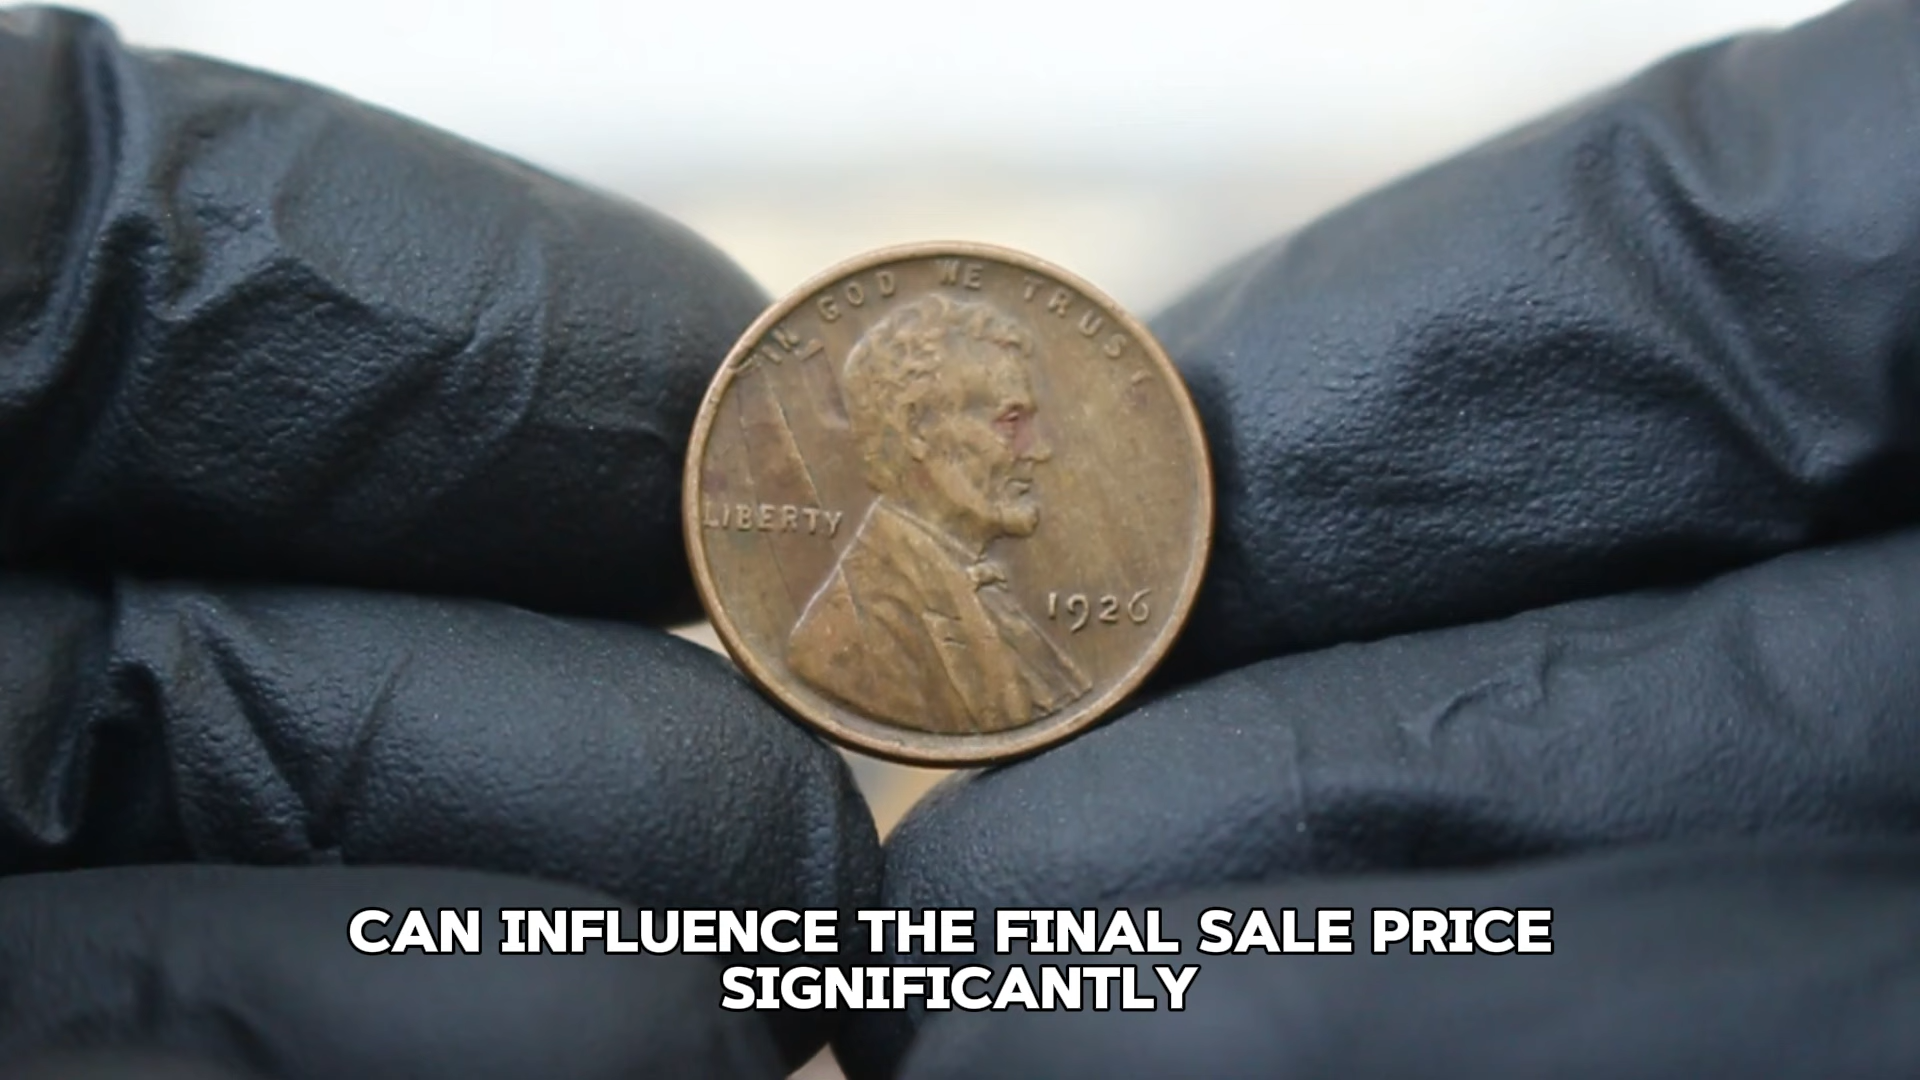 IN GOD WE TRUST
LIBERTY
1926
CAN INFLUENCE THE FINAL SALE PRICE
SIGNIFICANTLY